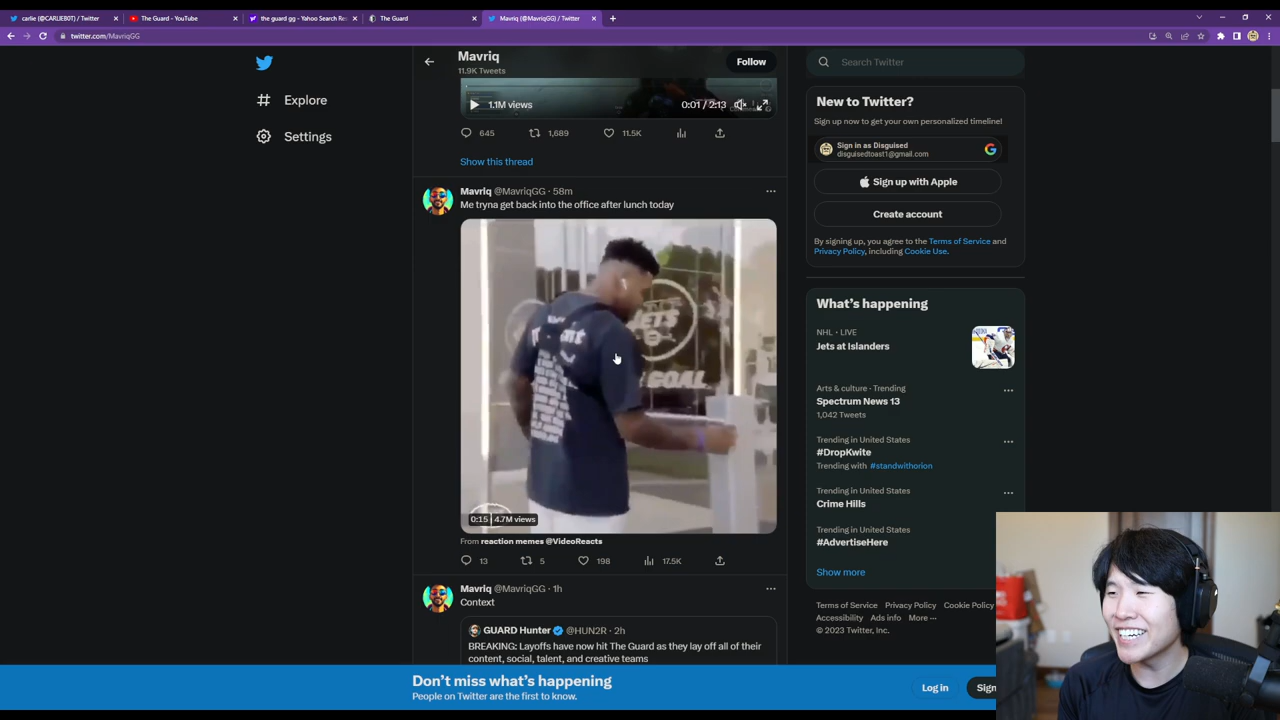 carlie (@CARLIEB0T) / Twitter
The Guard - YouTube
the guard gg - Yahoo Search Res
The Guard
Mavriq (@MavriqGG) / Twitter
twitter.com/MavriqGG
Explore
Settings
Mavriq
11.9K Tweets
Follow
1.1M views
0:01 / 2:13
645
1,689
11.5K
Show this thread
Mavriq @MavriqGG · 58m
Me tryna get back into the office after lunch today
JETS
GOAL
0:15 | 4.7M views
From reaction memes @VideoReacts
13
5
198
17.5K
Mavriq @MavriqGG · 1h
Context
GUARD Hunter @HUN2R · 2h
BREAKING: Layoffs have now hit The Guard as they lay off all of their
content, social, talent, and creative teams
Search Twitter
New to Twitter?
Sign up now to get your own personalized timeline!
Sign in as Disguised
disguisedtoast1@gmail.com
Sign up with Apple
Create account
By signing up, you agree to the Terms of Service and
Privacy Policy, including Cookie Use.
What's happening
NHL · LIVE
Jets at Islanders
Arts & culture · Trending
Spectrum News 13
1,042 Tweets
Trending in United States
#DropKwite
Trending with #standwithorion
Trending in United States
Crime Hills
Trending in United States
#AdvertiseHere
Show more
Terms of Service Privacy Policy Cookie Policy
Accessibility Ads info More ···
© 2023 Twitter, Inc.
Don't miss what's happening
People on Twitter are the first to know.
Log in
Sign